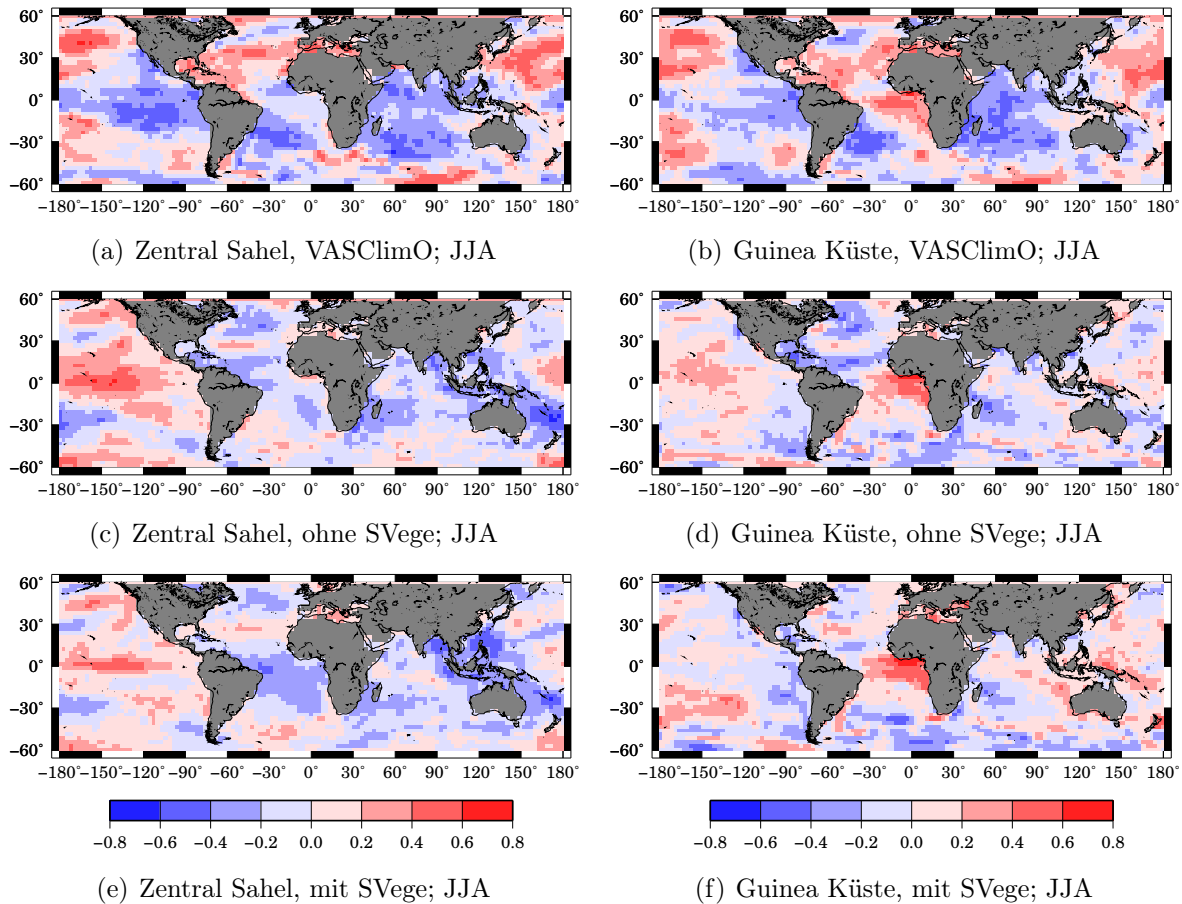 60° 60°
30° 30°
0° 0°
−30° −30°
−60° −60°
−180° −150° −120° −90° −60° −30° 0° 30° 60° 90° 120° 150° 180° −180° −150° −120° −90° −60° −30° 0° 30° 60° 90° 120° 150° 180°
(a) Zentral Sahel, VASClimO; JJA (b) Guinea Küste, VASClimO; JJA
60° 60°
30° 30°
0° 0°
−30° −30°
−60° −60°
−180° −150° −120° −90° −60° −30° 0° 30° 60° 90° 120° 150° 180° −180° −150° −120° −90° −60° −30° 0° 30° 60° 90° 120° 150° 180°
(c) Zentral Sahel, ohne SVege; JJA (d) Guinea Küste, ohne SVege; JJA
60° 60°
30° 30°
0° 0°
−30° −30°
−60° −60°
−180° −150° −120° −90° −60° −30° 0° 30° 60° 90° 120° 150° 180° −180° −150° −120° −90° −60° −30° 0° 30° 60° 90° 120° 150° 180°
−0.8 −0.6 −0.4 −0.2 0.0 0.2 0.4 0.6 0.8 −0.8 −0.6 −0.4 −0.2 0.0 0.2 0.4 0.6 0.8
(e) Zentral Sahel, mit SVege; JJA (f) Guinea Küste, mit SVege; JJA